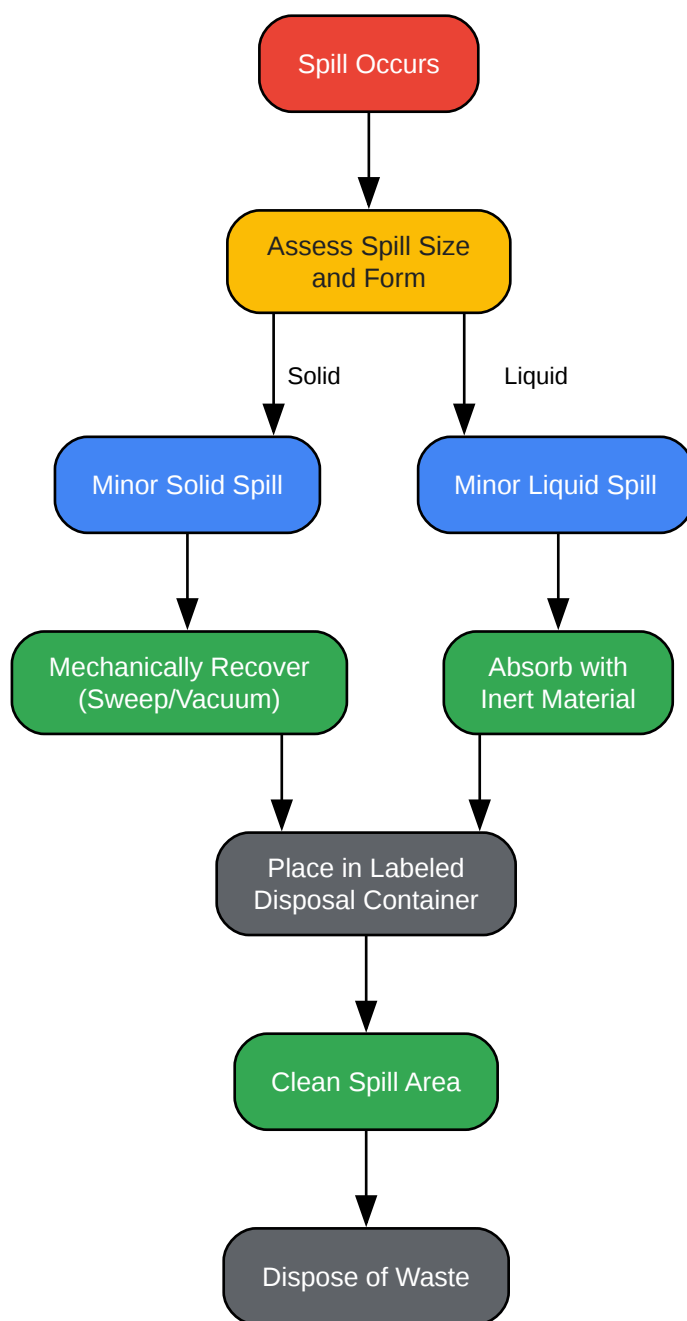 Spill Occurs
Assess Spill Size
and Form
Solid
Liquid
Minor Solid Spill
Minor Liquid Spill
Mechanically Recover
(Sweep/Vacuum)
Absorb with
Inert Material
Place in Labeled
Disposal Container
Clean Spill Area
Dispose of Waste